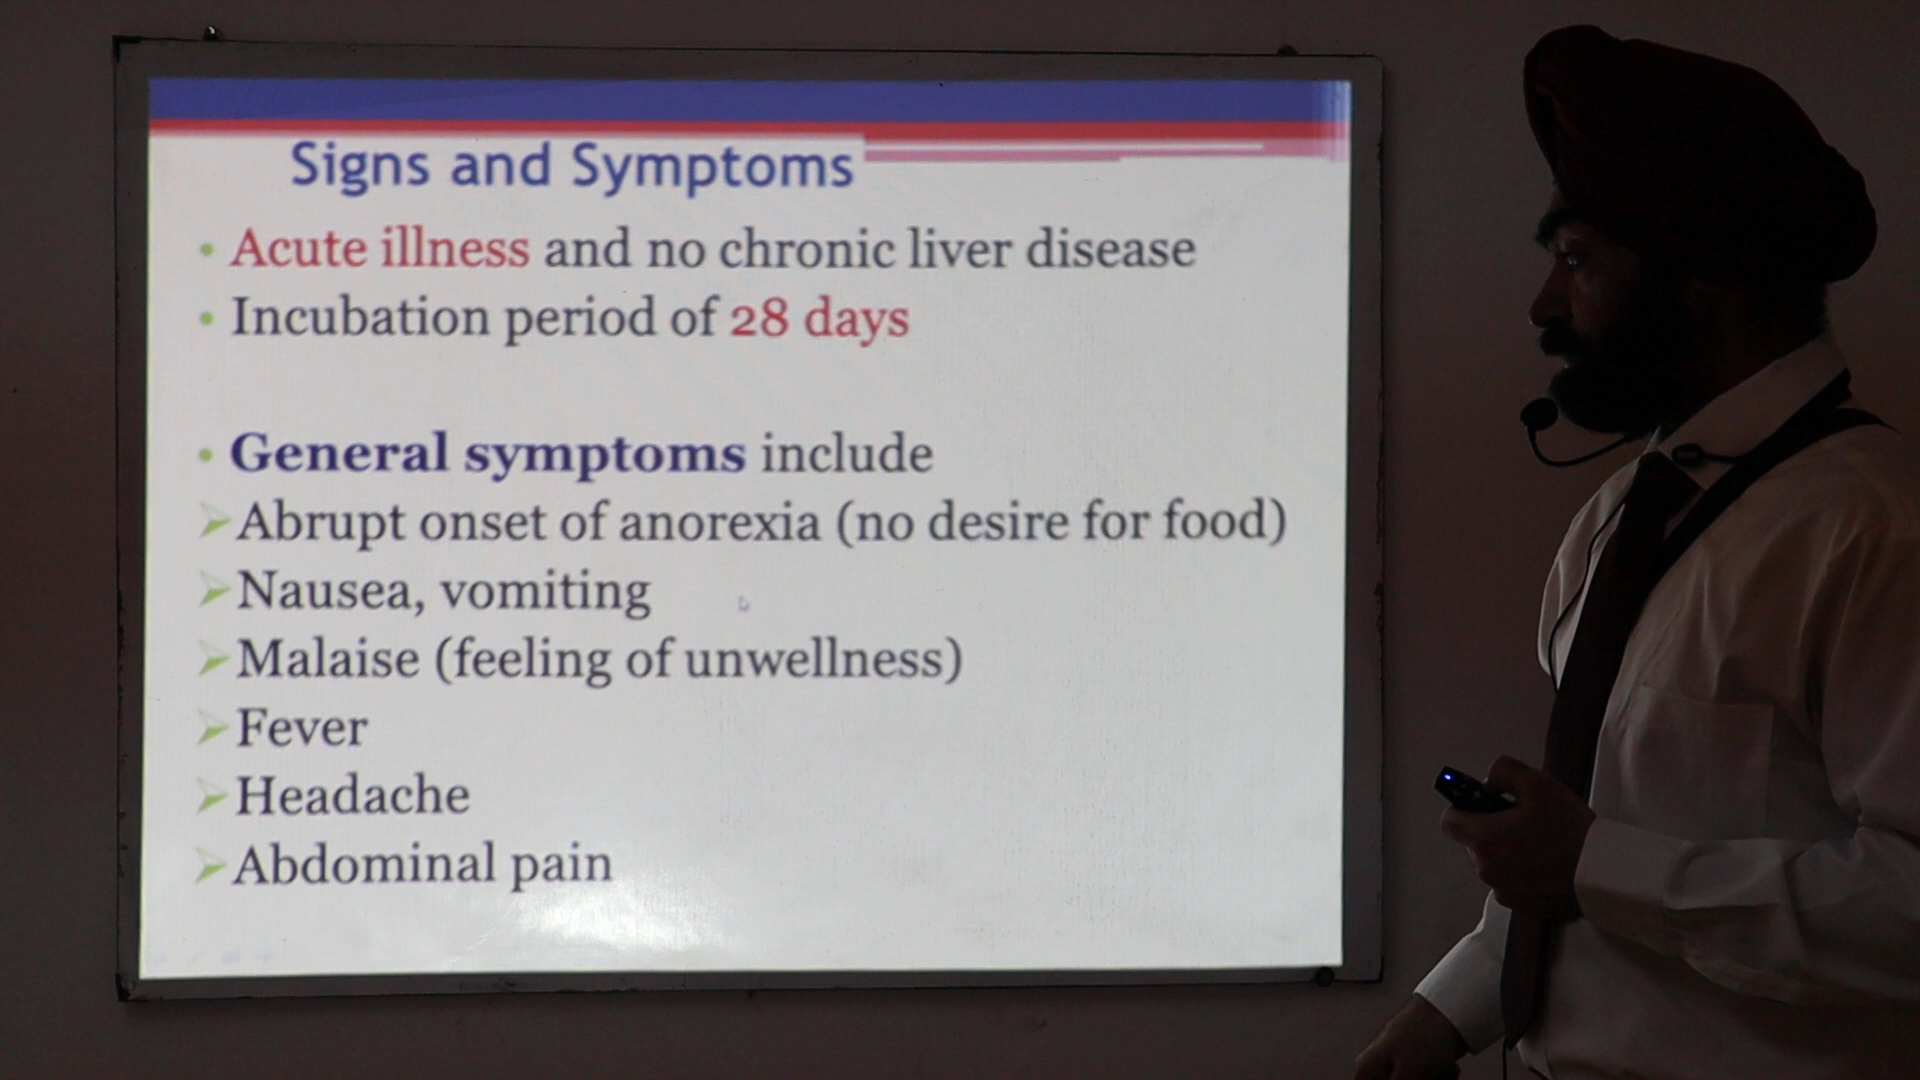 Signs and Symptoms
• Acute illness and no chronic liver disease
• Incubation period of 28 days
• General symptoms include
➢ Abrupt onset of anorexia (no desire for food)
➢ Nausea, vomiting
➢ Malaise (feeling of unwellness)
➢ Fever
➢ Headache
➢ Abdominal pain